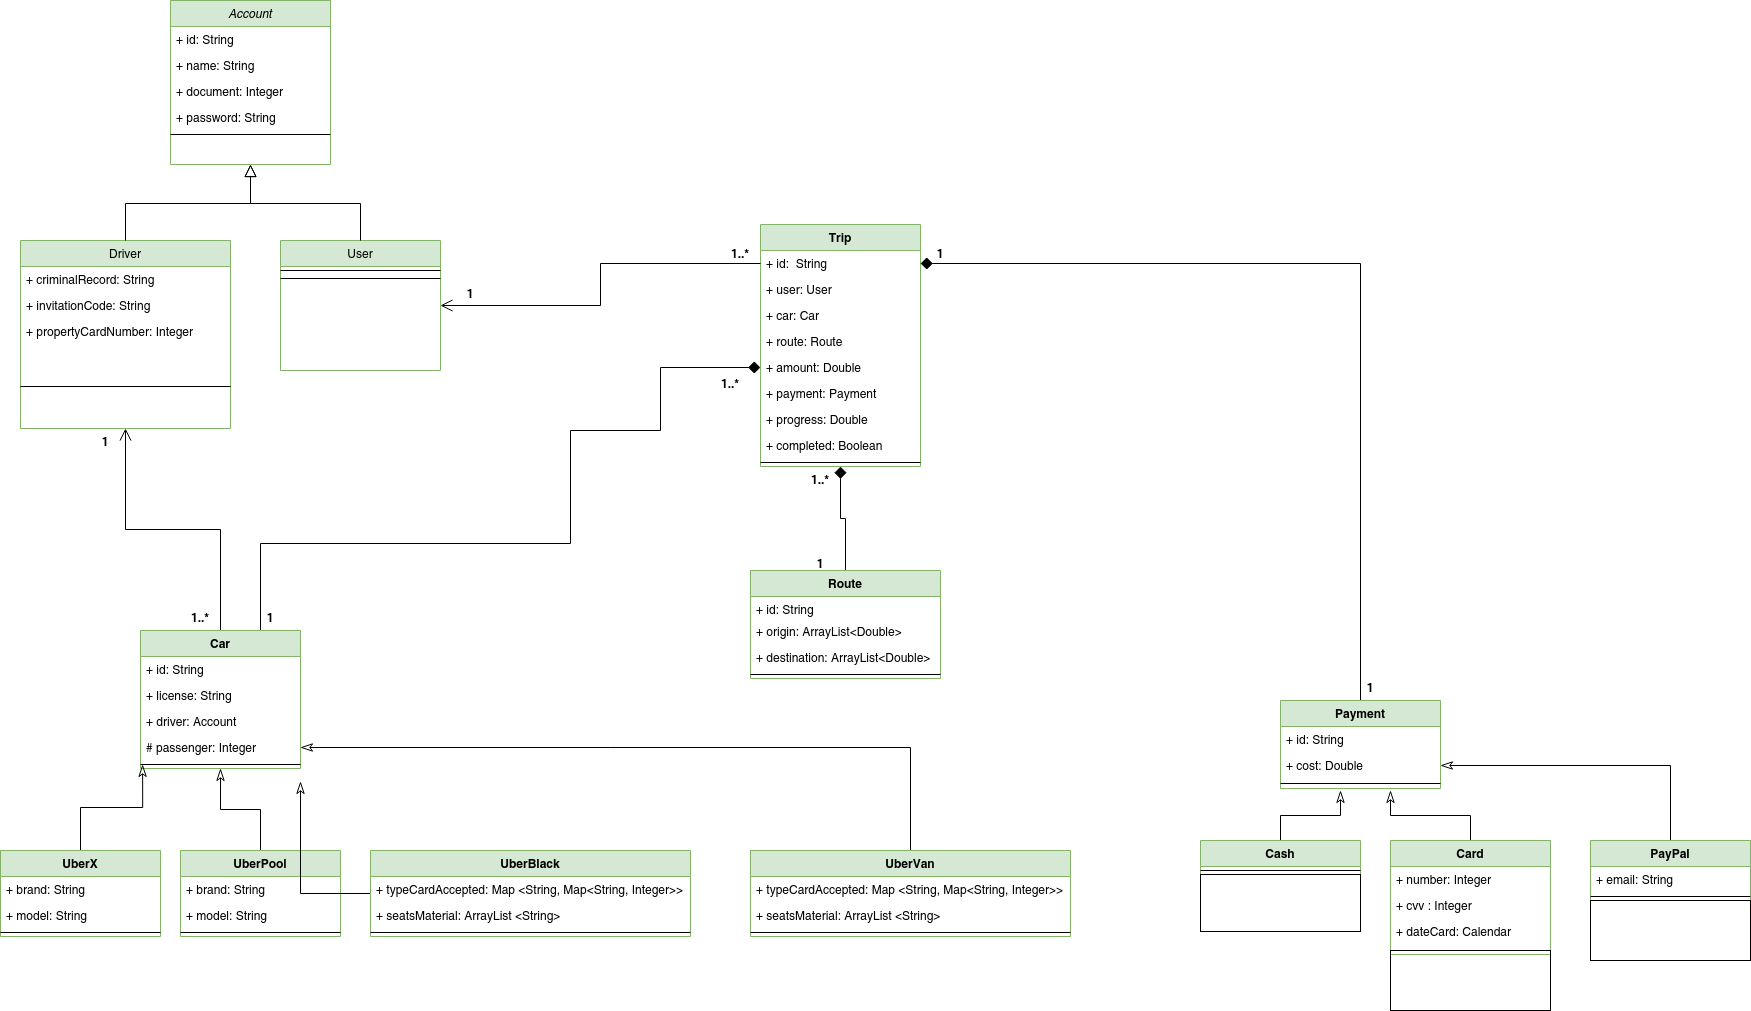 Account
+ id: String
+ name: String
+ document: Integer
+ password: String
Driver
+ criminalRecord: String
+ invitationCode: String
+ propertyCardNumber: Integer
User
1
1..*
Trip
+ id:  String
+ user: User
+ car: Car
+ route: Route
+ amount: Double
+ payment: Payment
+ progress: Double
+ completed: Boolean
1
1..*
1..*
1
1
1..*
1
Route
+ id: String
+ origin: ArrayList<Double>
+ destination: ArrayList<Double>
Car
+ id: String
+ license: String
+ driver: Account
# passenger: Integer
1
Payment
+ id: String
+ cost: Double
UberX
+ brand: String
+ model: String
UberPool
+ brand: String
+ model: String
UberBlack
+ typeCardAccepted: Map <String, Map<String, Integer>>
+ seatsMaterial: ArrayList <String>
UberVan
+ typeCardAccepted: Map <String, Map<String, Integer>>
+ seatsMaterial: ArrayList <String>
Cash
Card
+ number: Integer
+ cvv : Integer
+ dateCard: Calendar
PayPal
+ email: String